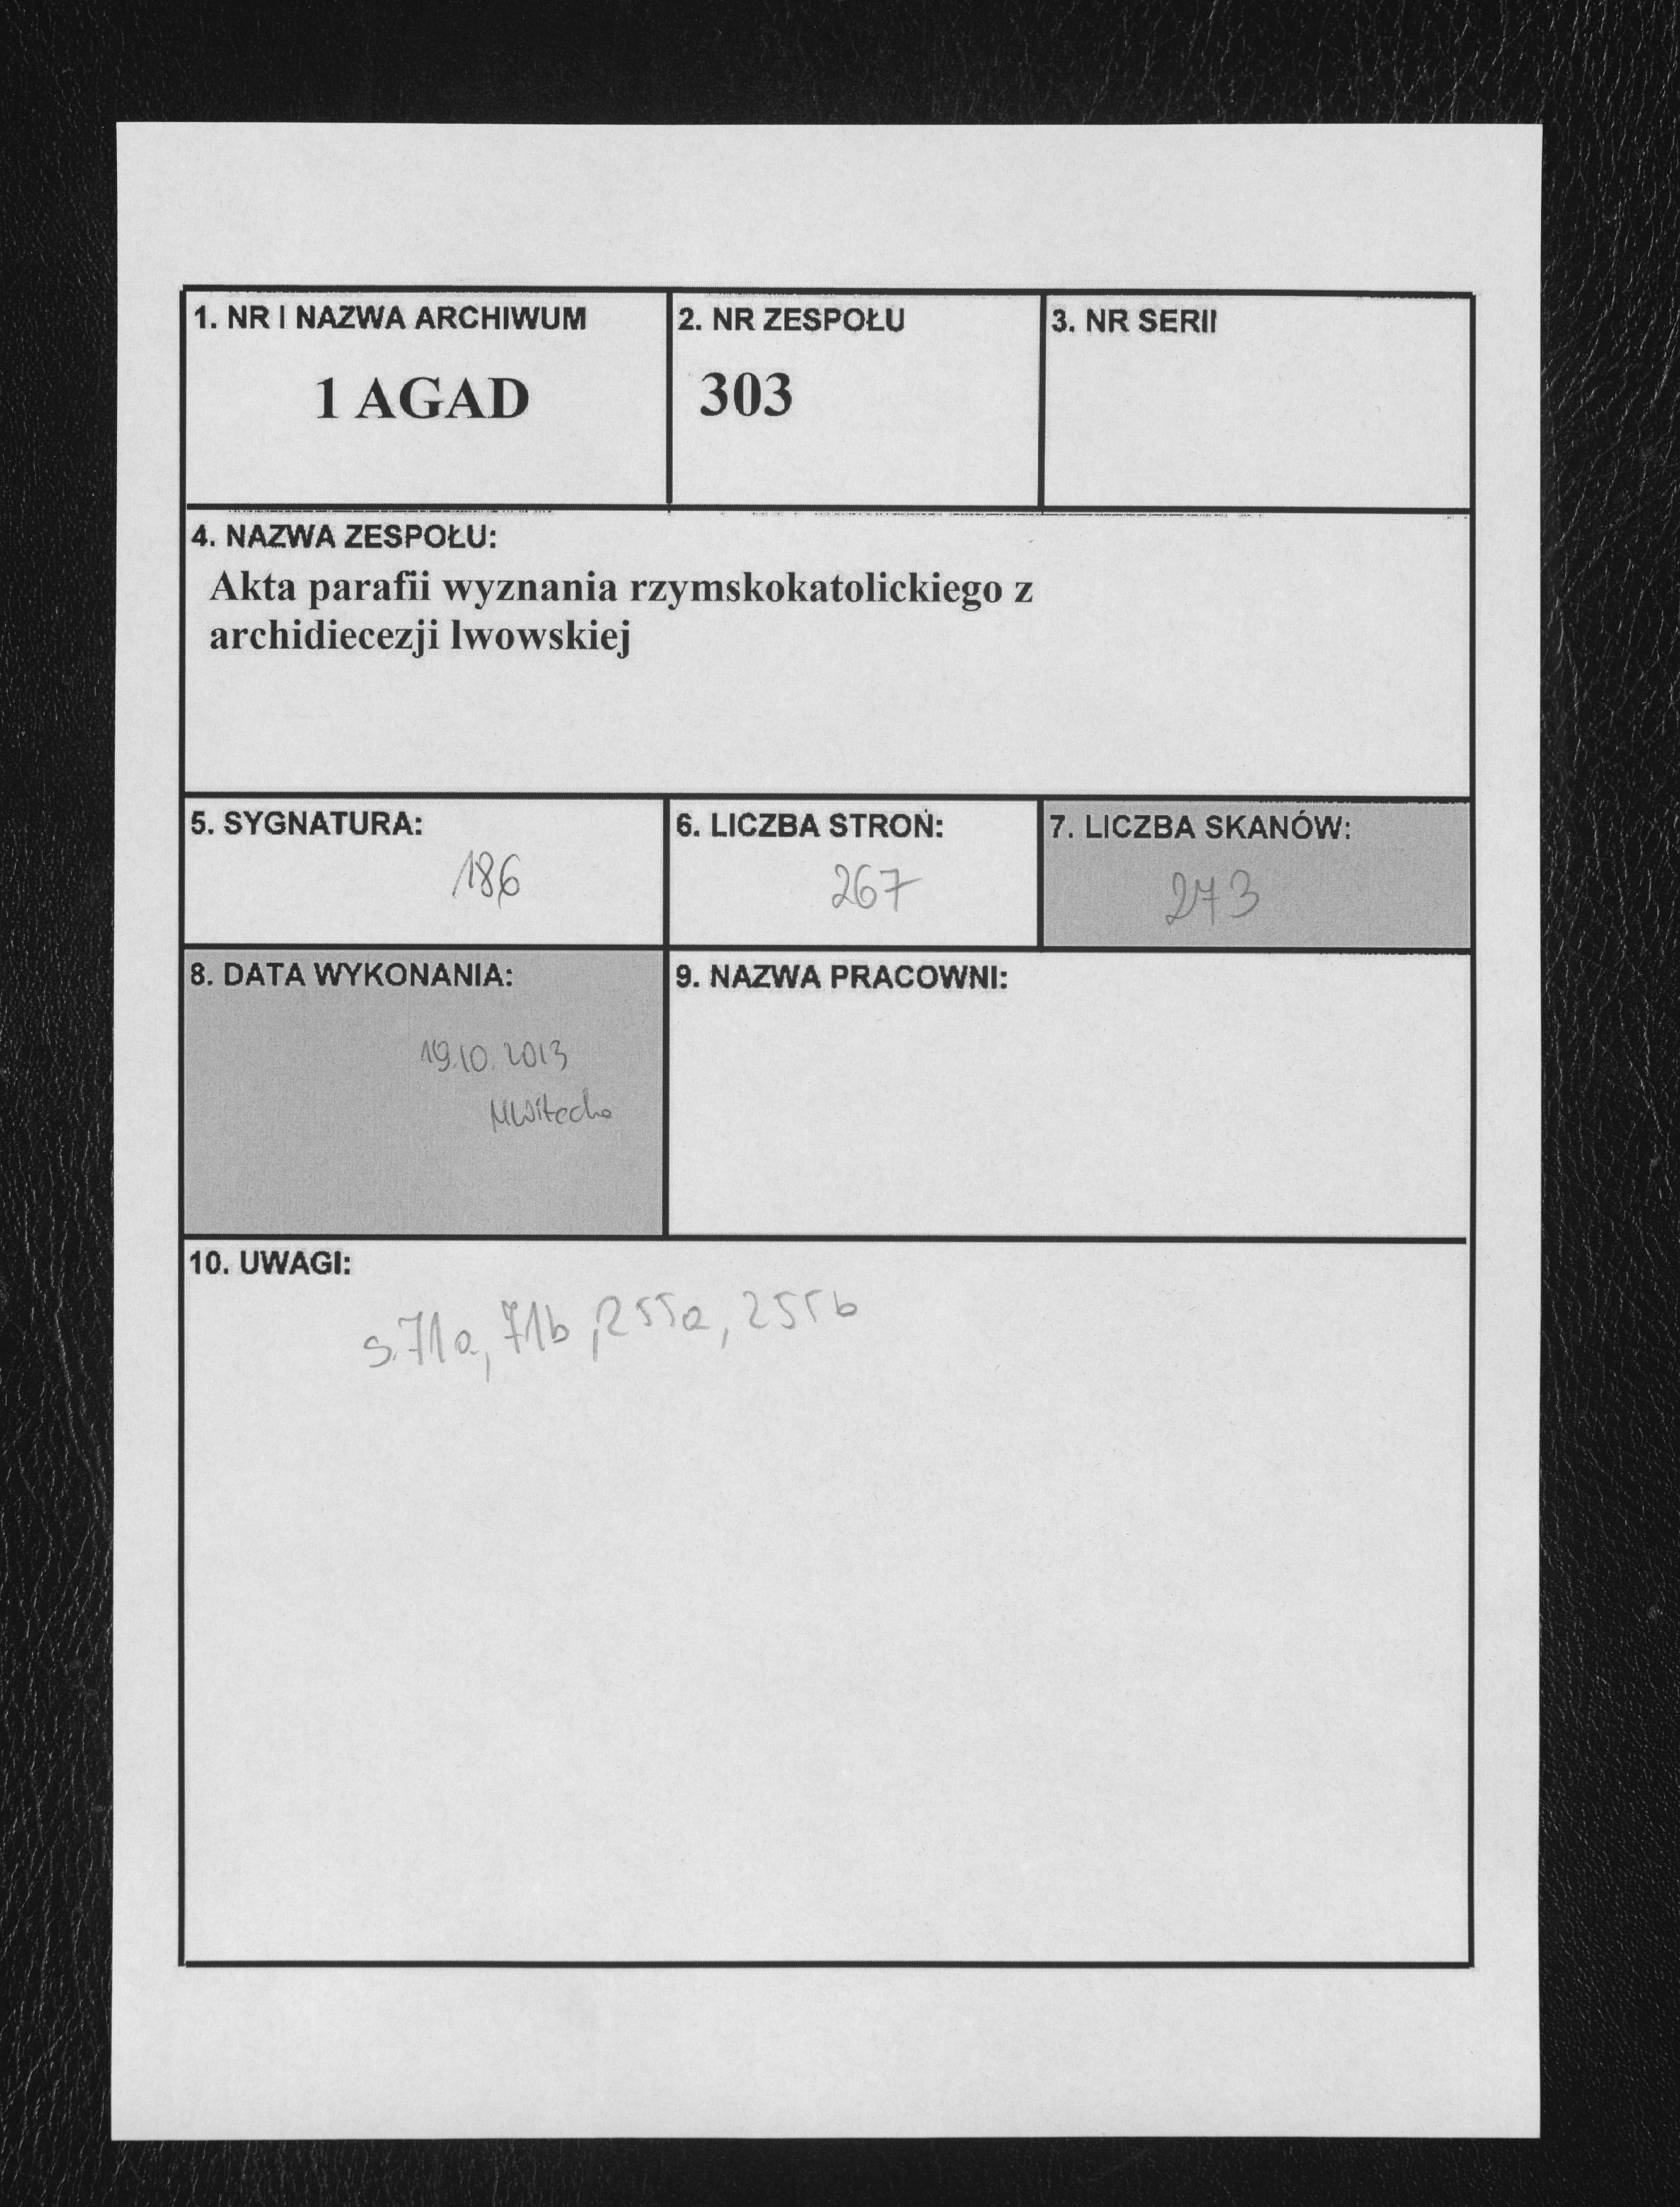 1. NR I NAZWA ARCHIWUM
1 AGAD
2. NR ZESPOŁU
303
3. NR SERII
4. NAZWA ZESPOŁU:
Akta parafii wyznania rzymskokatolickiego z
archidiecezji lwowskiej
5. SYGNATURA:
186
6. LICZBA STRON:
267
7. LICZBA SKANÓW:
273
8. DATA WYKONANIA:
19.10.2013
9. NAZWA PRACOWNI:
10. UWAGI:
s.71a, 71b, 255a, 255b